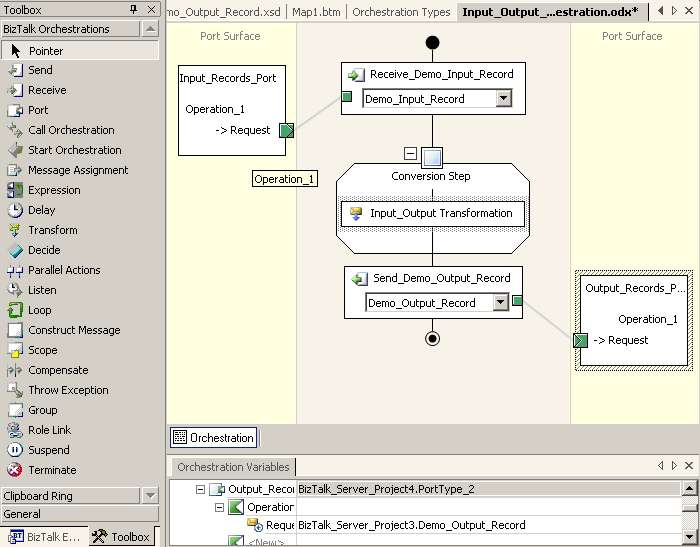 Toolbox
BizTalk Orchestrations
Pointer
Send
Receive
Port
Call Orchestration
Start Orchestration
Message Assignment
Expression
Delay
Transform
Decide
Parallel Actions
Listen
Loop
Construct Message
Scope
Compensate
Throw Exception
Group
Role Link
Suspend
Terminate
Clipboard Ring
General
BizTalk E...
Toolbox
mo_Output_Record.xsd
Map1.btm
Orchestration Types
Input_Output_...estration.odx*
Port Surface
Port Surface
Input_Records_Port
Operation_1
-> Request
Operation_1
Receive_Demo_Input_Record
Demo_Input_Record
Conversion Step
Input_Output Transformation
Send_Demo_Output_Record
Demo_Output_Record
Output_Records_P...
Operation_1
-> Request
Orchestration
Orchestration Variables
Output_Recor
BizTalk_Server_Project4.PortType_2
Operation
Reque
BizTalk_Server_Project3.Demo_Output_Record
<New>